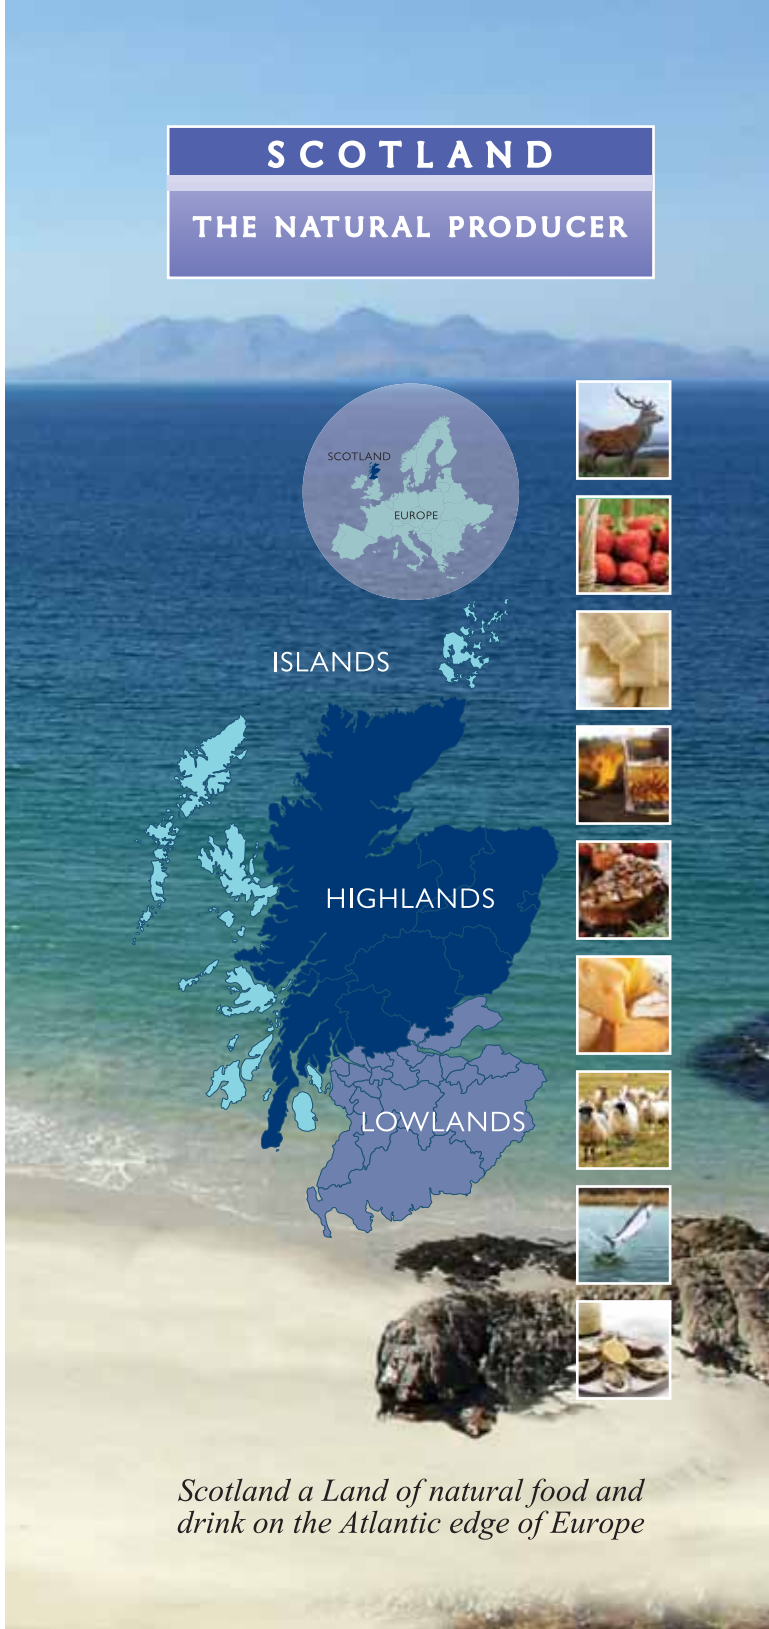 SCOTLAND
THE NATURAL PRODUCER
SCOTLAND
EUROPE
ISLANDS
HIGHLANDS
LOWLANDS
Scotland a Land of natural food and
drink on the Atlantic edge of Europe